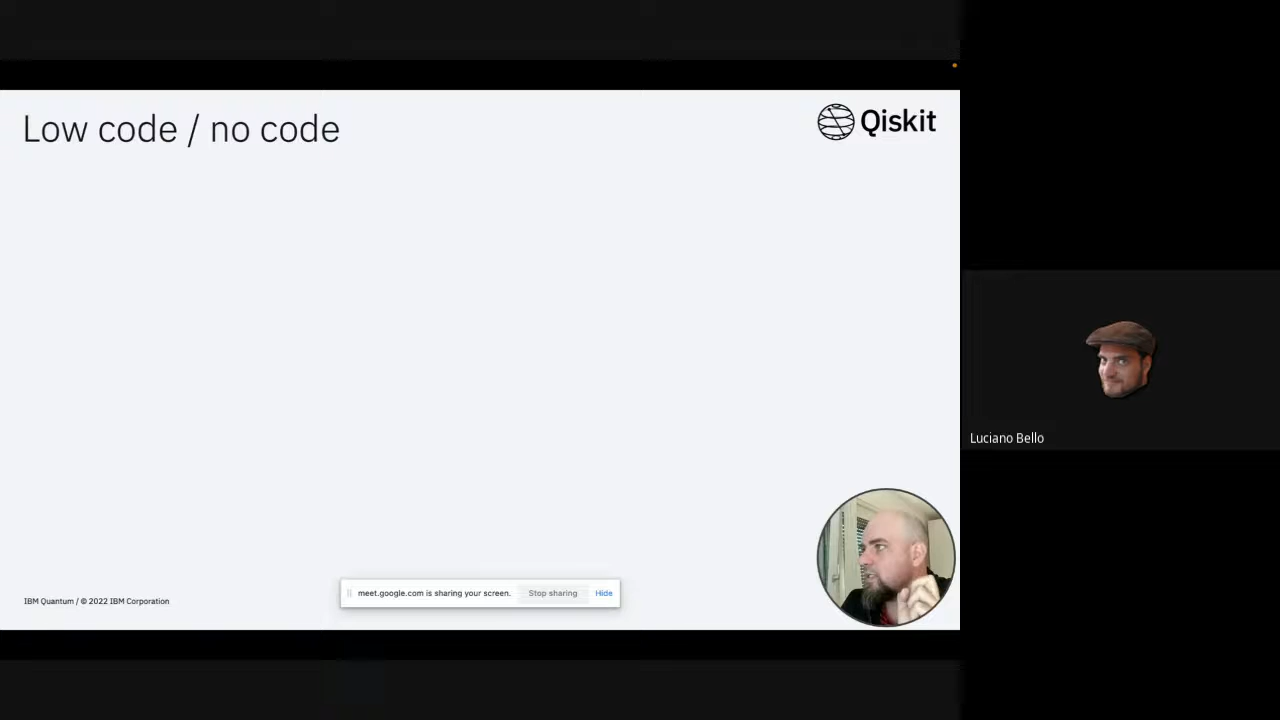 Low code / no code
Qiskit
Luciano Bello
meet.google.com is sharing your screen.
Stop sharing
Hide
IBM Quantum / © 2022 IBM Corporation